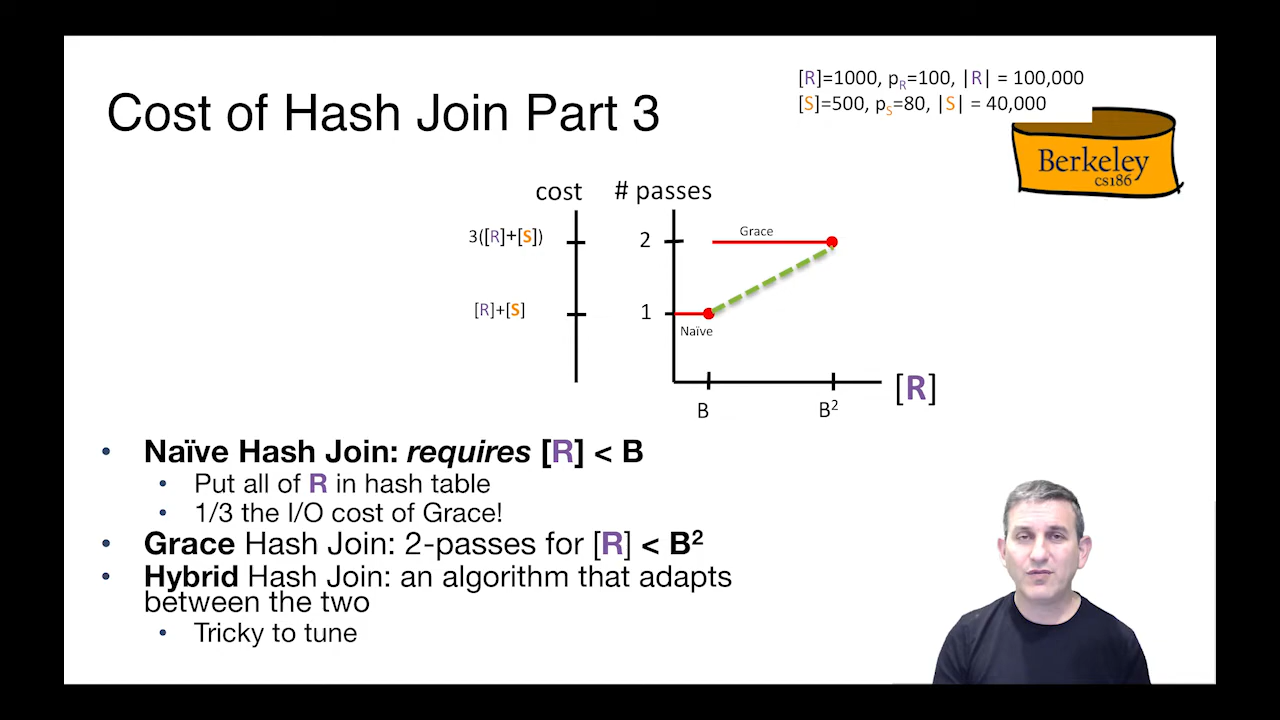 [R]=1000, pR=100, |R| = 100,000
[S]=500, pS=80, |S| = 40,000
Cost of Hash Join Part 3
Berkeley
cs186
cost
# passes
3([R]+[S])
2
Grace
[R]+[S]
1
Naïve
[R]
B
B²
• Naïve Hash Join: requires [R] < B
• Put all of R in hash table
• 1/3 the I/O cost of Grace!
• Grace Hash Join: 2-passes for [R] < B²
• Hybrid Hash Join: an algorithm that adapts
between the two
• Tricky to tune